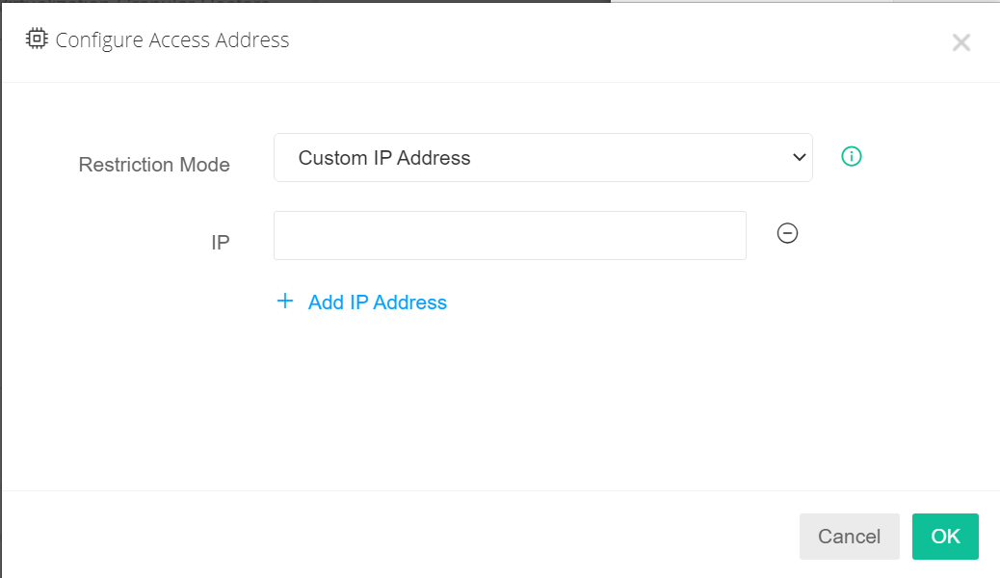 Configure Access Address
Restriction Mode
Custom IP Address
IP
Add IP Address
Cancel
OK